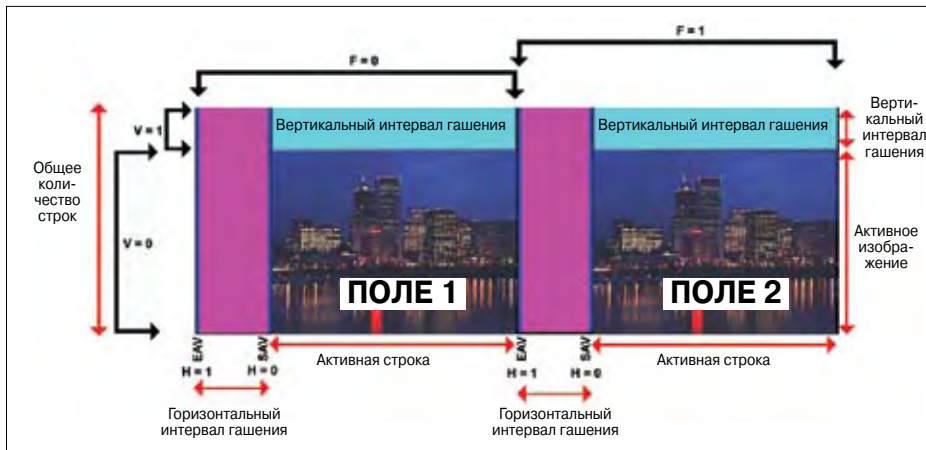 F = 1
F = 0
V = 1
Вертикальный интервал гашения
Вертикальный интервал гашения
Верти-
кальный
интервал
гашения
Общее
коли-
чество
строк
V = 0
Активное
изобра-
жение
ПОЛЕ 1
ПОЛЕ 2
EAV
H = 1
SAV
H = 0
Активная строка
EAV
H = 1
SAV
H = 0
Активная строка
Горизонтальный
интервал гашения
Горизонтальный
интервал гашения